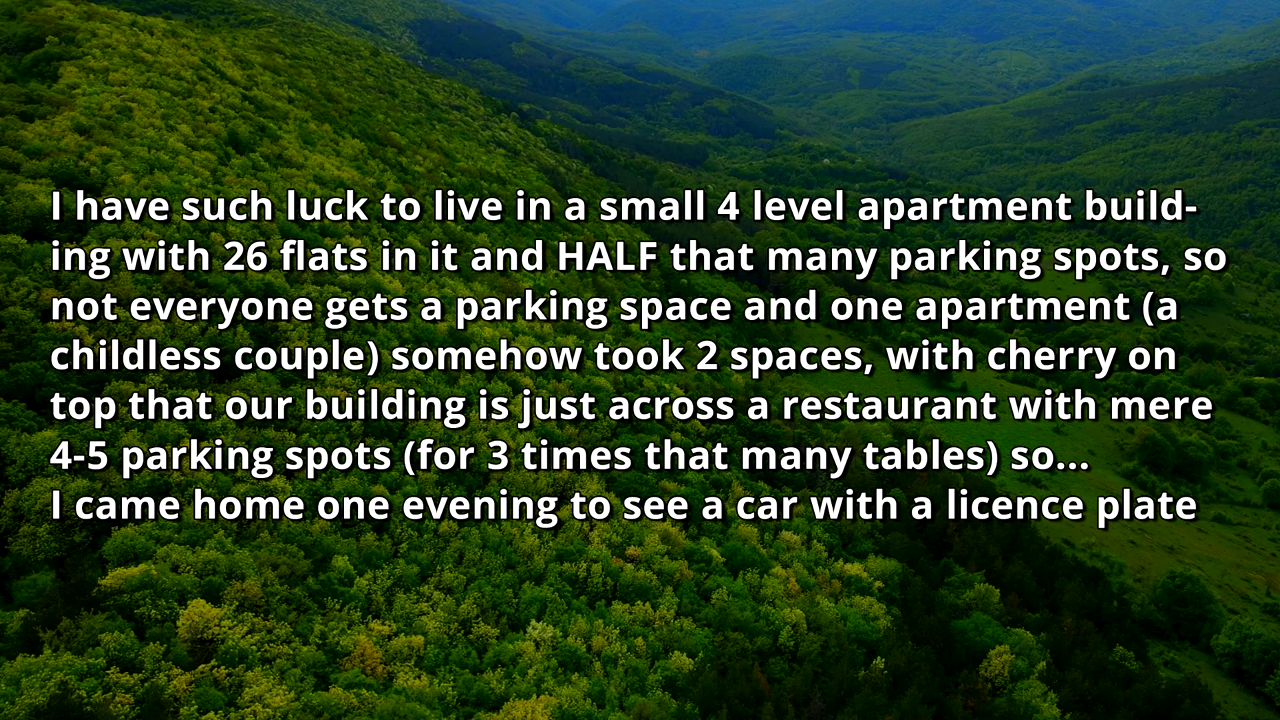 I have such luck to live in a small 4 level apartment build-
ing with 26 flats in it and HALF that many parking spots, so
not everyone gets a parking space and one apartment (a
childless couple) somehow took 2 spaces, with cherry on
top that our building is just across a restaurant with mere
4-5 parking spots (for 3 times that many tables) so...
I came home one evening to see a car with a licence plate